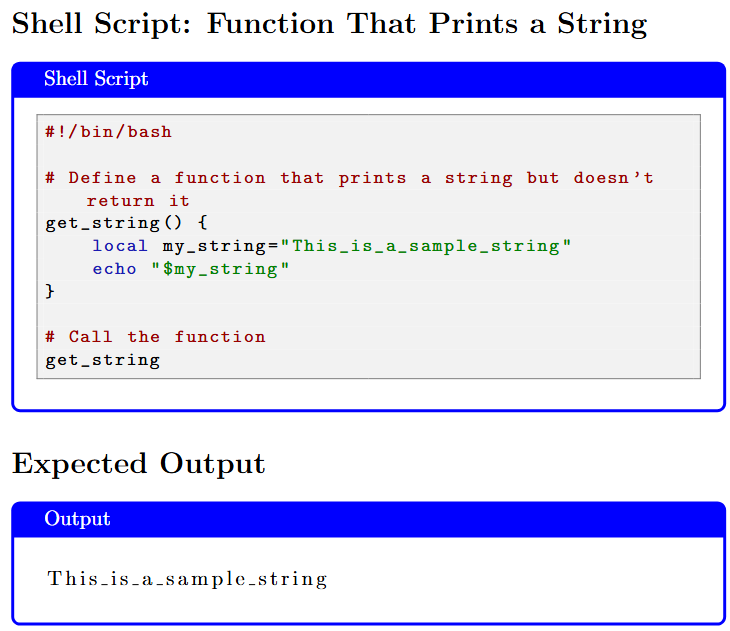 Shell Script: Function That Prints a String
Shell Script
#!/bin/bash
# Define a function that prints a string but doesn't
return it
get_string() {
local my_string="This_is_a_sample_string"
echo "$my_string"
}
# Call the function
get_string
Expected Output
Output
This_is_a_sample_string